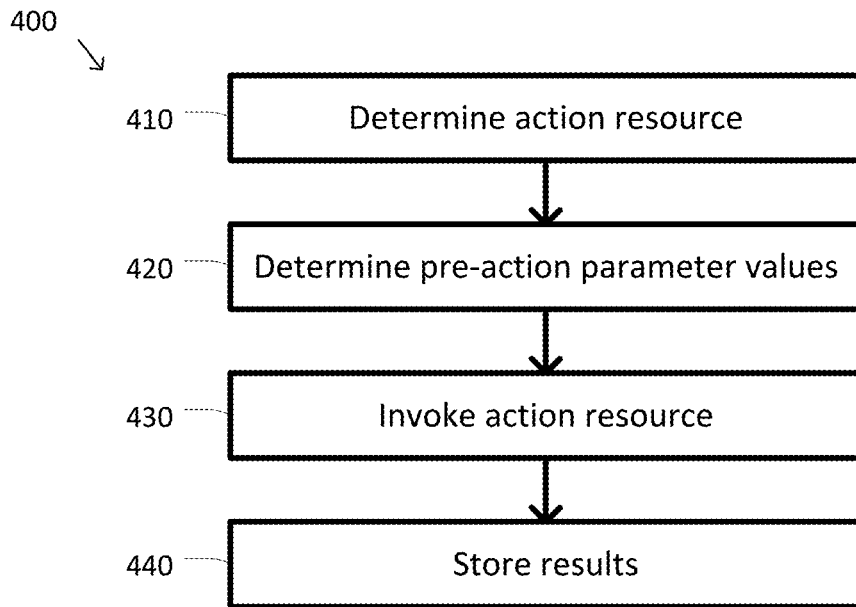 400
410
Determine action resource
420
Determine pre-action parameter values
430
Invoke action resource
440
Store results